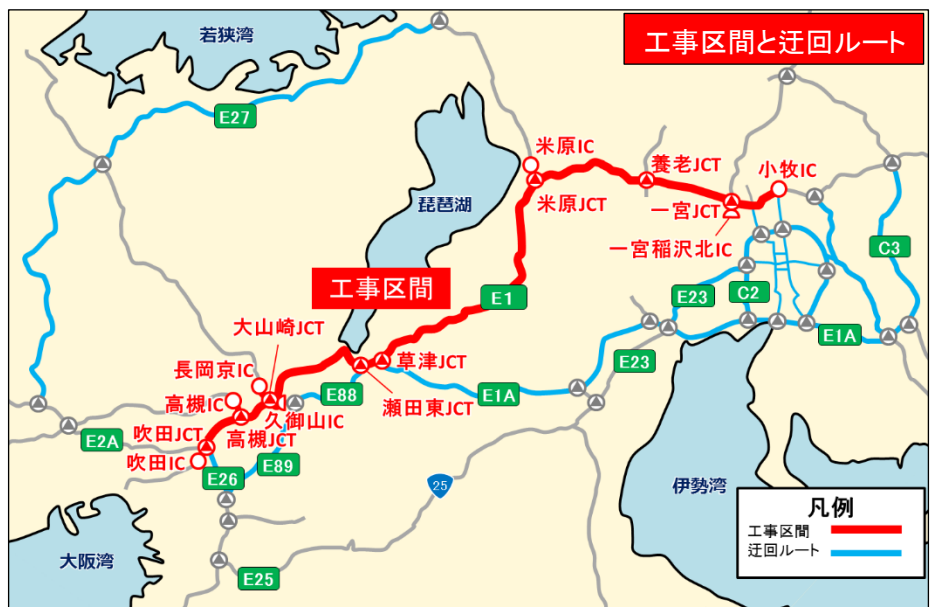 工事区間と迂回ルート
若狭湾
E27
米原IC
養老JCT
小牧IC
琵琶湖
米原JCT
一宮JCT
一宮稲沢北IC
C3
工事区間
E1
E23
C2
大山崎JCT
E1A
長岡京IC
草津JCT
E23
高槻IC
E88
瀬田東JCT
E1A
久御山IC
吹田JCT
高槻JCT
E2A
吹田IC
E89
E26
25
伊勢湾
凡例
工事区間
迂回ルート
大阪湾
E25